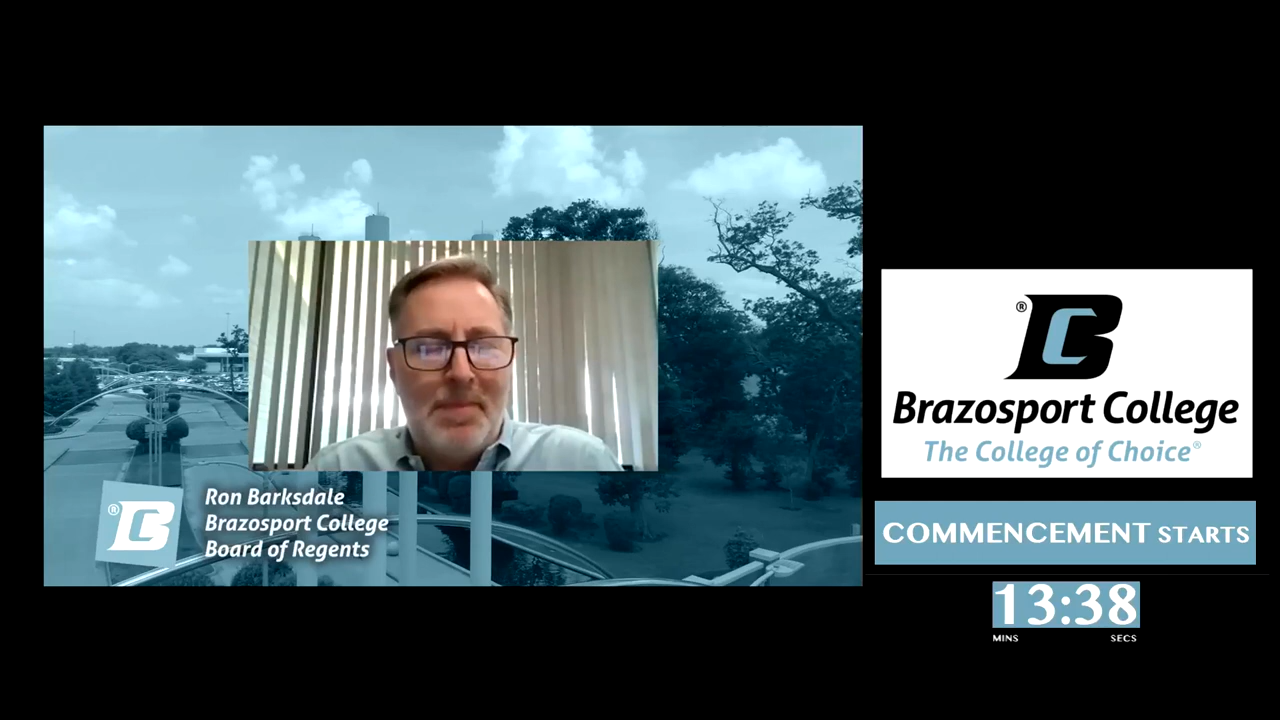 Ron Barksdale
Brazosport College
Board of Regents
®
BC
®
Brazosport College
The College of Choice®
COMMENCEMENT STARTS
13:38
MINS SECS